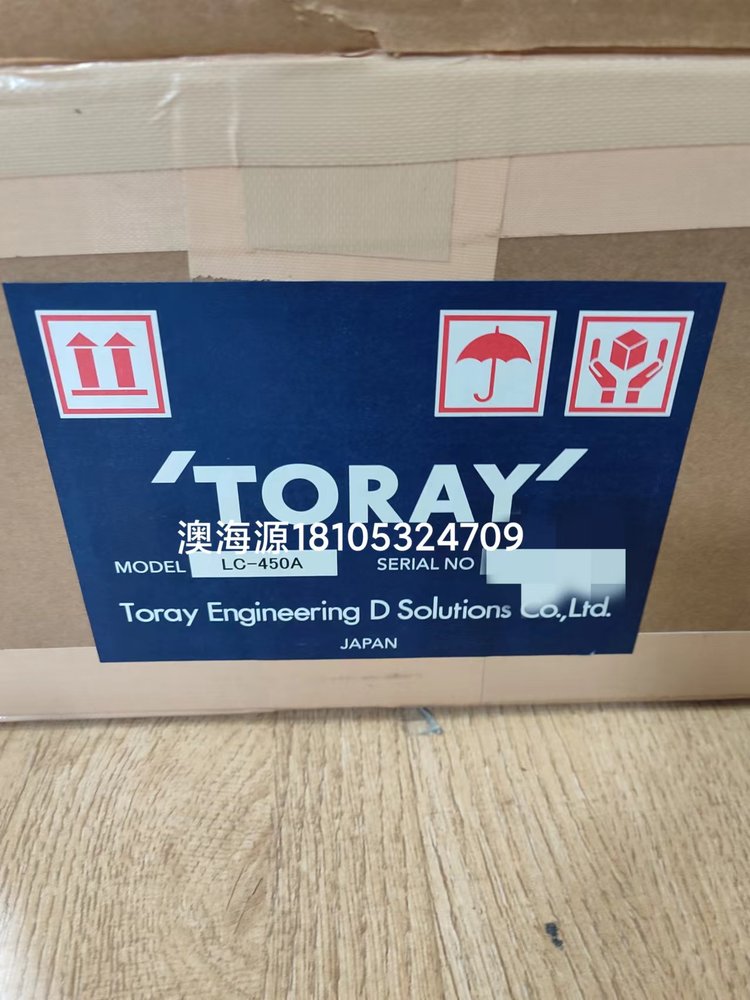 'TORAY'
澳海源18105324709
MODEL LC-450A SERIAL NO
Toray Engineering D Solutions Co.,Ltd.
JAPAN